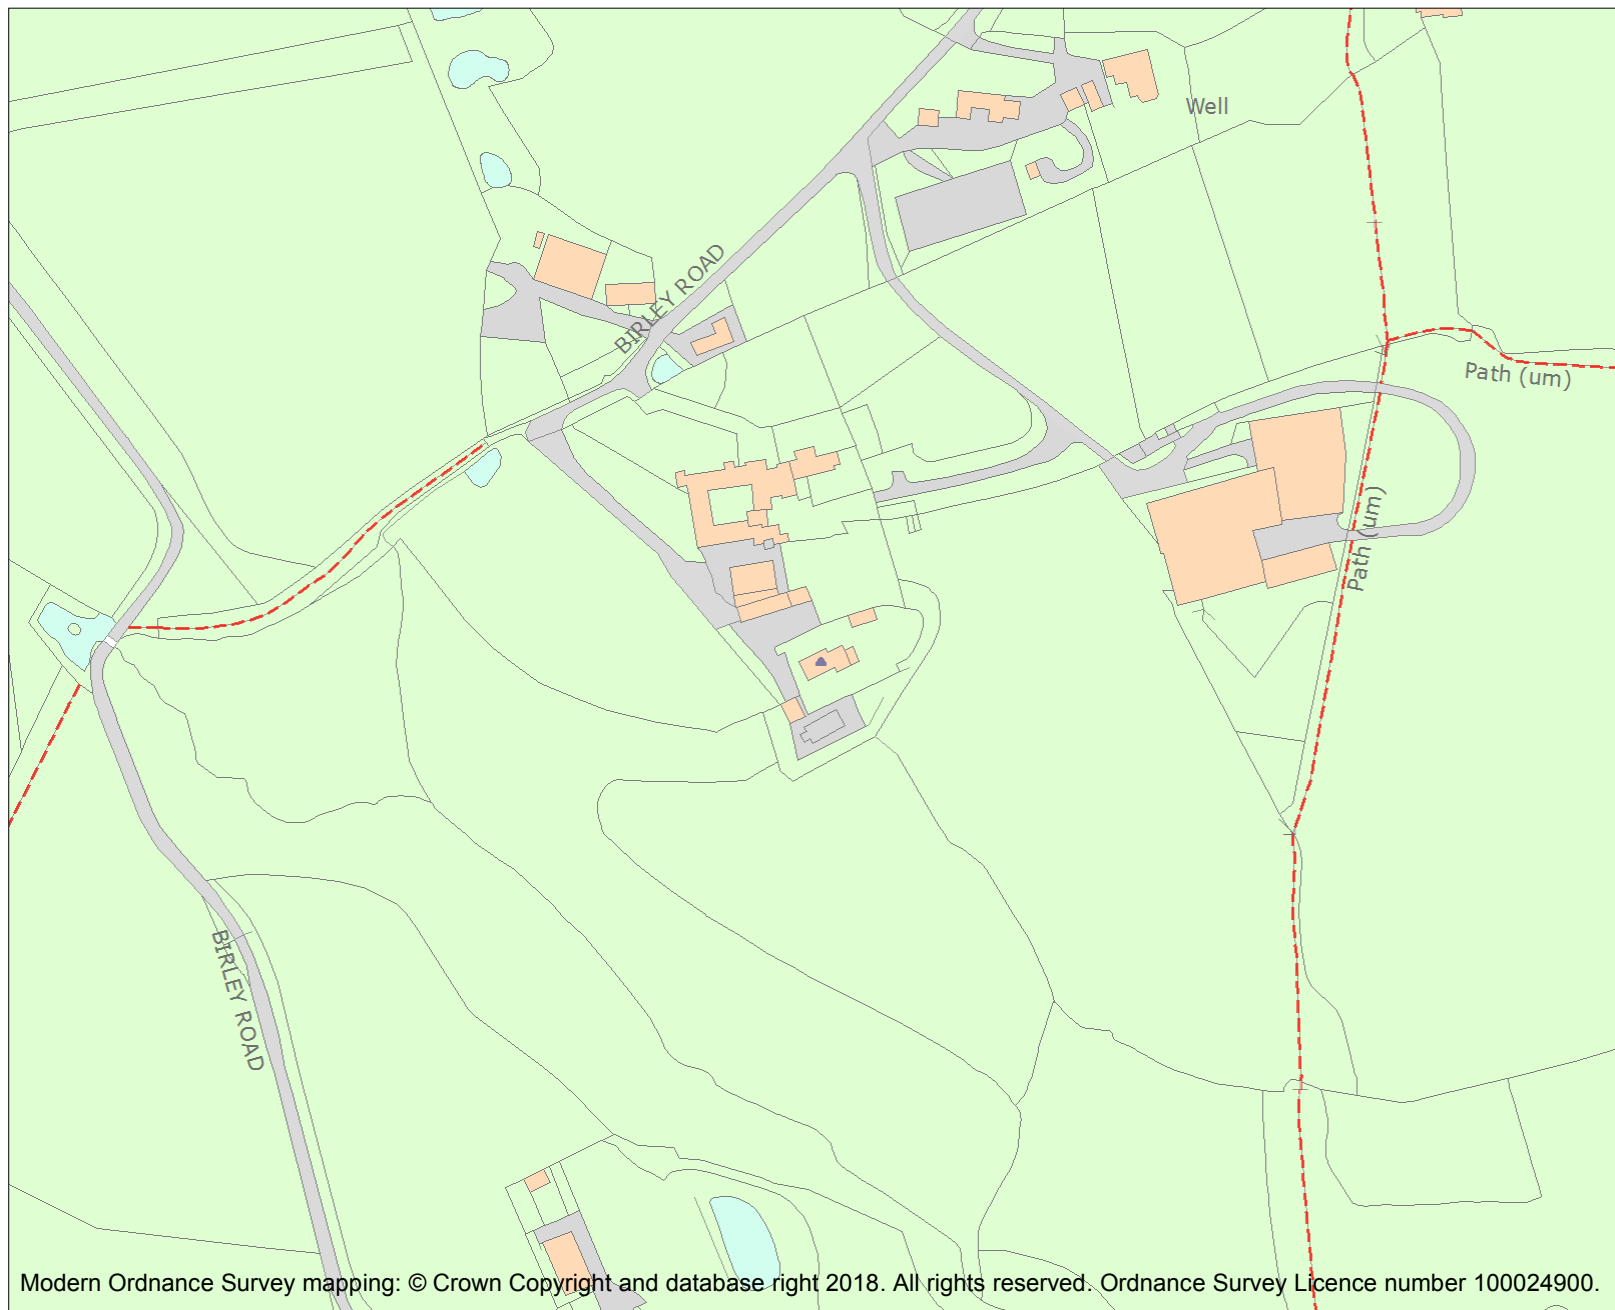 Well
BIRLEY ROAD
Path (um)
Path (um)
BIRLEY ROAD
Modern Ordnance Survey mapping: © Crown Copyright and database right 2018. All rights reserved. Ordnance Survey Licence number 100024900.